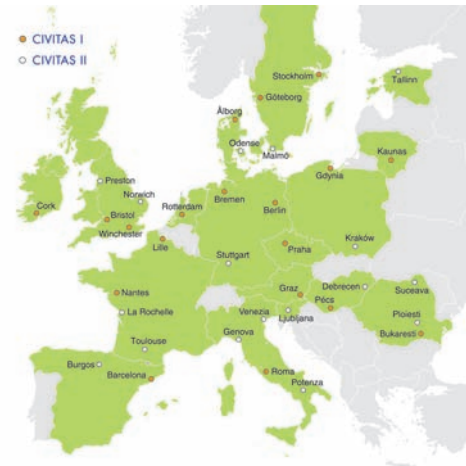 CIVITAS I
CIVITAS II
Stockholm
Tallinn
Göteborg
Ålborg
Odense
Malmö
Kaunas
Gdynia
Preston
Norwich
Rotterdam
Bremen
Berlin
Cork
Bristol
Winchester
Lille
Praha
Kraków
Stuttgart
Nantes
Graz
Debrecen
Suceava
Pécs
La Rochelle
Venezia
Ljubljana
Ploiesti
Bukaresti
Toulouse
Genova
Burgos
Barcelona
Roma
Potenza